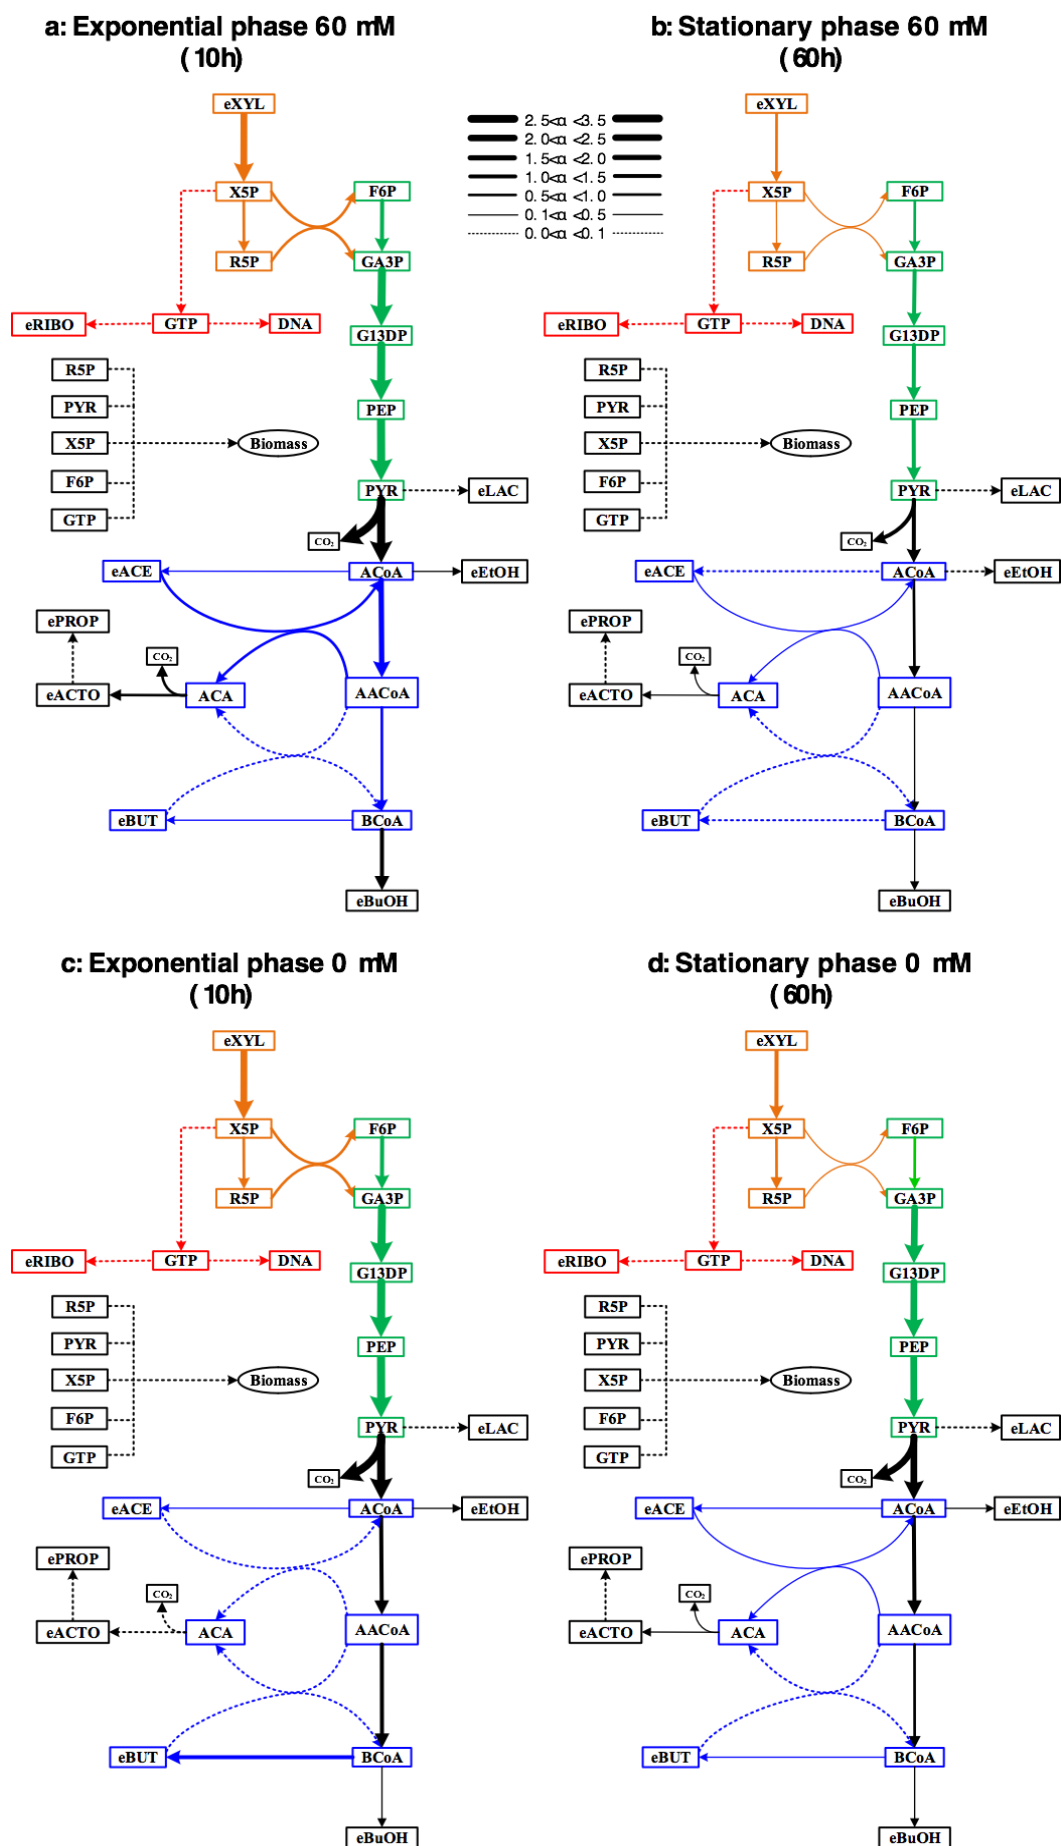 a: Exponential phase 60 mM
(10h)
b: Stationary phase 60 mM
(60h)
2.5<α <3.5
2.0<α <2.5
1.5<α <2.0
1.0<α <1.5
0.5<α <1.0
0.1<α <0.5
0.0<α <0.1
eXYL
X5P
F6P
R5P
GA3P
eRIBO
GTP
DNA
G13DP
R5P
PYR
PEP
X5P
Biomass
F6P
PYR
eLAC
GTP
CO₂
eACE
ACoA
eEtOH
ePROP
CO₂
eACTO
ACA
AACoA
eBUT
BCoA
eBuOH
eXYL
X5P
F6P
R5P
GA3P
eRIBO
GTP
DNA
G13DP
R5P
PYR
PEP
X5P
Biomass
F6P
PYR
eLAC
GTP
CO₂
eACE
ACoA
eEtOH
ePROP
CO₂
eACTO
ACA
AACoA
eBUT
BCoA
eBuOH
c: Exponential phase 0 mM
(10h)
d: Stationary phase 0 mM
(60h)
eXYL
X5P
F6P
R5P
GA3P
eRIBO
GTP
DNA
G13DP
R5P
PYR
PEP
X5P
Biomass
F6P
PYR
eLAC
GTP
CO₂
eACE
ACoA
eEtOH
ePROP
CO₂
eACTO
ACA
AACoA
eBUT
BCoA
eBuOH
eXYL
X5P
F6P
R5P
GA3P
eRIBO
GTP
DNA
G13DP
R5P
PYR
PEP
X5P
Biomass
F6P
PYR
eLAC
GTP
CO₂
eACE
ACoA
eEtOH
ePROP
CO₂
eACTO
ACA
AACoA
eBUT
BCoA
eBuOH